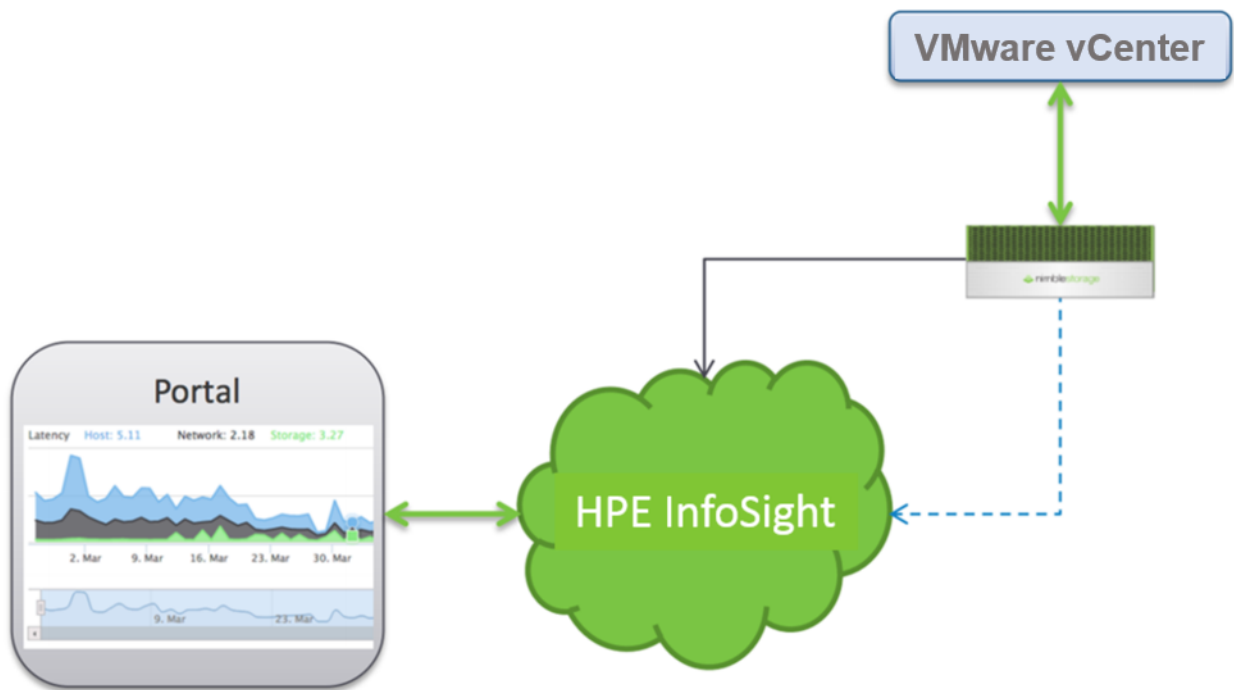 VMware vCenter
nimblestorage
Portal
Latency Host: 5.11 Network: 2.18 Storage: 3.27
2. Mar 9. Mar 16. Mar 23. Mar 30. Mar
9. Mar 23. Mar
HPE InfoSight